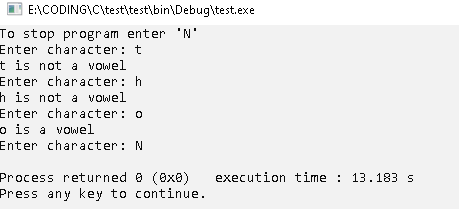 E:\CODING\C\test\test\bin\Debug\test.exe
To stop program enter 'N'
Enter character: t
t is not a vowel
Enter character: h
h is not a vowel
Enter character: o
o is a vowel
Enter character: N
Process returned 0 (0x0)   execution time : 13.183 s
Press any key to continue.